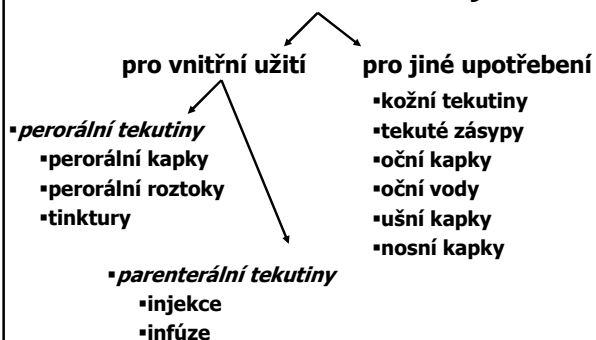 pro vnitřní užití
▪perorální tekutiny
▪perorální kapky
▪perorální roztoky
▪tinktury
▪parenterální tekutiny
▪injekce
▪infúze
pro jiné upotřebení
▪kožní tekutiny
▪tekuté zásypy
▪oční kapky
▪oční vody
▪ušní kapky
▪nosní kapky